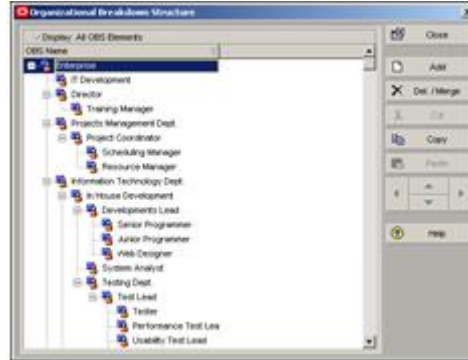 Organizational Breakdown Structure
Display: All OBS Elements
OBS Name
Enterprise
IT Development
Director
Training Manager
Projects Management Dept.
Project Coordinator
Scheduling Manager
Resource Manager
Information Technology Dept.
In House Development
Developments Lead
Senior Programmer
Junior Programmer
Web Designer
System Analyst
Testing Dept.
Test Lead
Tester
Performance Test Lea
Usability Test Lead
Close
Add
Del. / Merge
Cut
Copy
Paste
Help